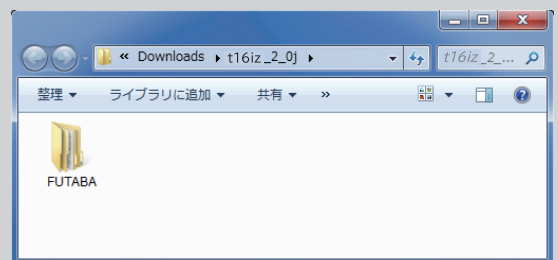 « Downloads ▸ t16iz_2_0j ▸ t16iz_2_...
整理 ▼ ライブラリに追加 ▼ 共有 ▼ »
FUTABA